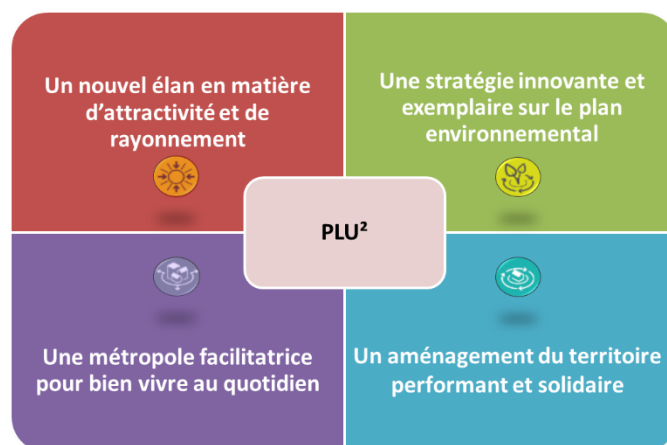 Un nouvel élan en matière
d'attractivité et de
rayonnement
Une stratégie innovante et
exemplaire sur le plan
environnemental
PLU²
Une métropole facilitatrice
pour bien vivre au quotidien
Un aménagement du territoire
performant et solidaire